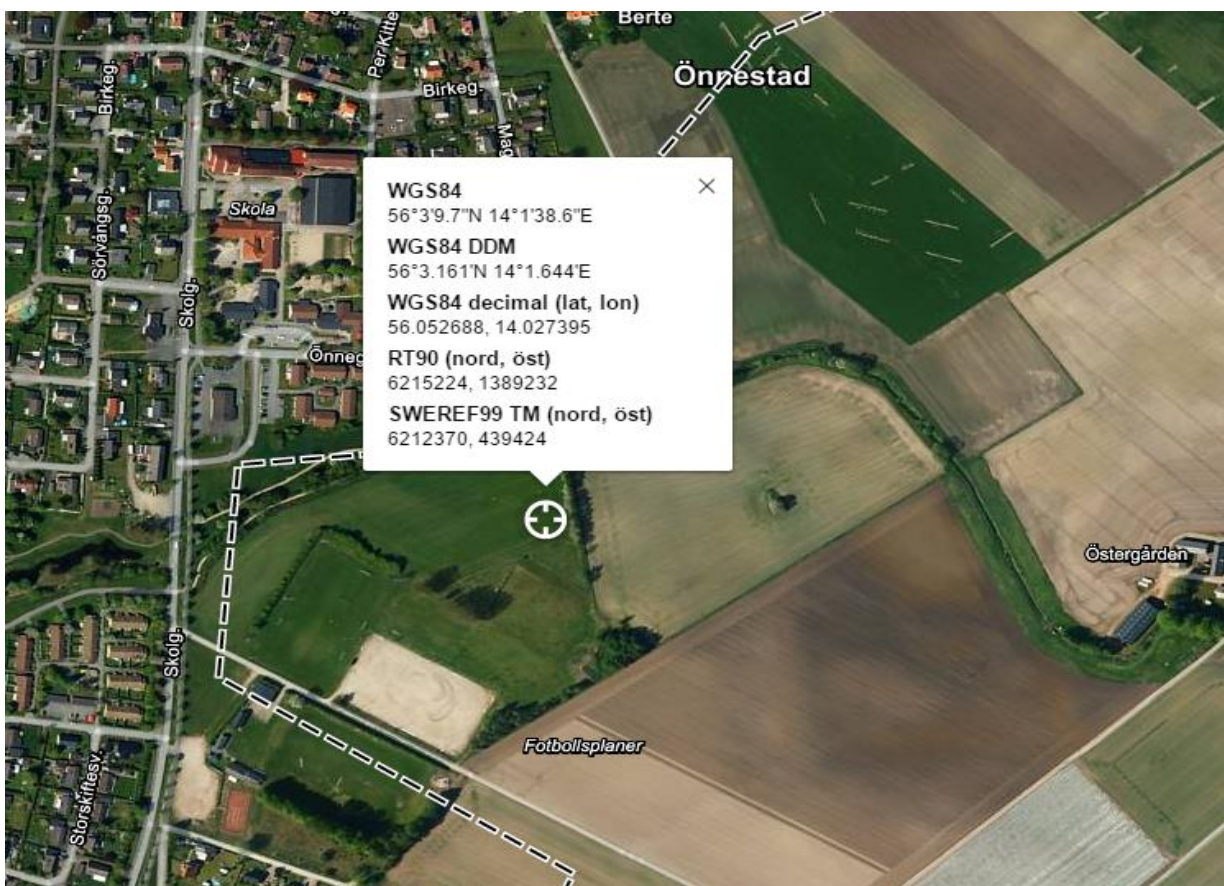 Berte
Önnestad
Per Kitte
Birkeg.
Birkeg.
Mag
Skola
Sörvångsg.
Skolg.
Önneg
WGS84
56°3'9.7"N 14°1'38.6"E
WGS84 DDM
56°3.161'N 14°1.644'E
WGS84 decimal (lat, lon)
56.052688, 14.027395
RT90 (nord, öst)
6215224, 1389232
SWEREF99 TM (nord, öst)
6212370, 439424
Östergården
Skolg.
Fotbollsplaner
Storskiftesv.